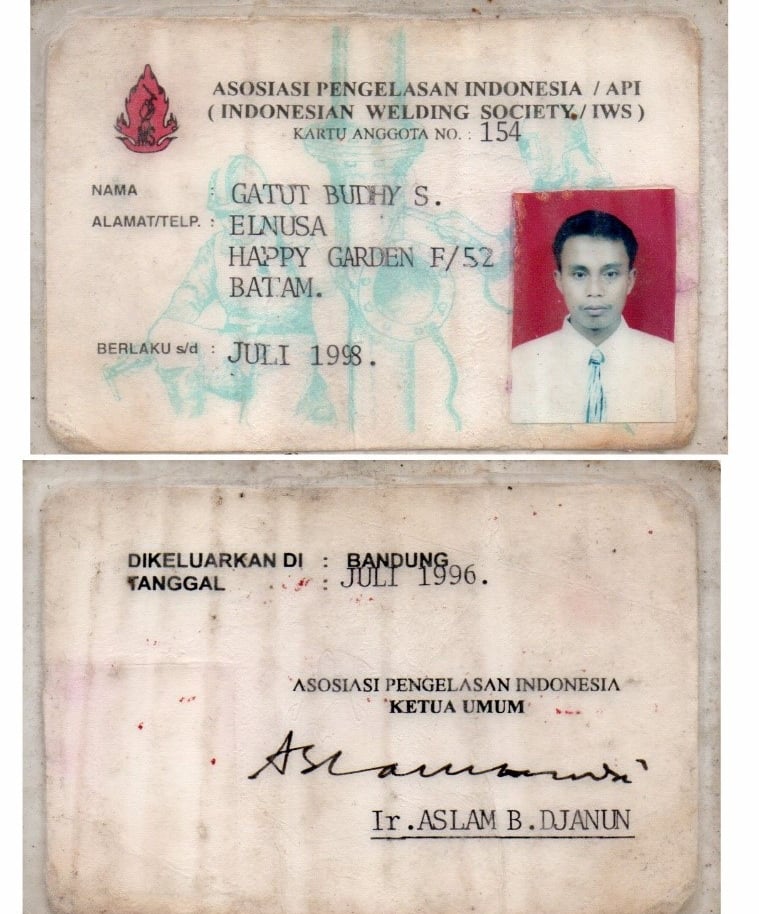 ASOSIASI PENGELASAN INDONESIA / API
( INDONESIAN WELDING SOCIETY / IWS )
KARTU ANGGOTA NO. : 154
IWS
NAMA : GATUT BUDHY S.
ALAMAT/TELP. : ELNUSA
HAPPY GARDEN F/52
BATAM.
BERLAKU s/d : JULI 1998.
DIKELUARKAN DI : BANDUNG
TANGGAL : JULI 1996.
ASOSIASI PENGELASAN INDONESIA
KETUA UMUM
Ir.ASLAM B.DJANUN